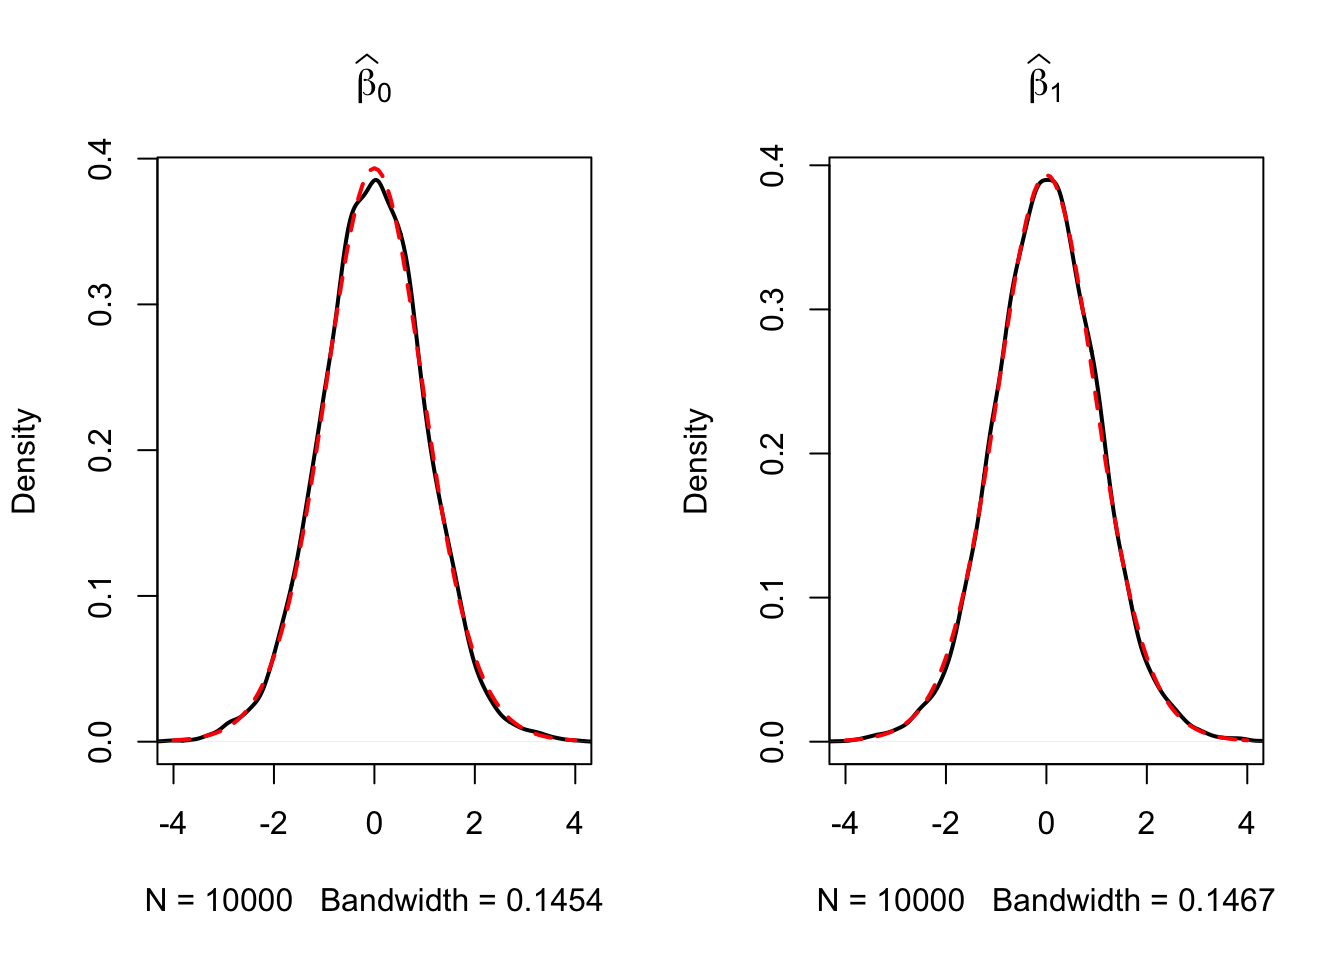 β̂0
Density
0.0 0.1 0.2 0.3 0.4
-4 -2 0 2 4
N = 10000 Bandwidth = 0.1454
β̂1
Density
0.0 0.1 0.2 0.3 0.4
-4 -2 0 2 4
N = 10000 Bandwidth = 0.1467